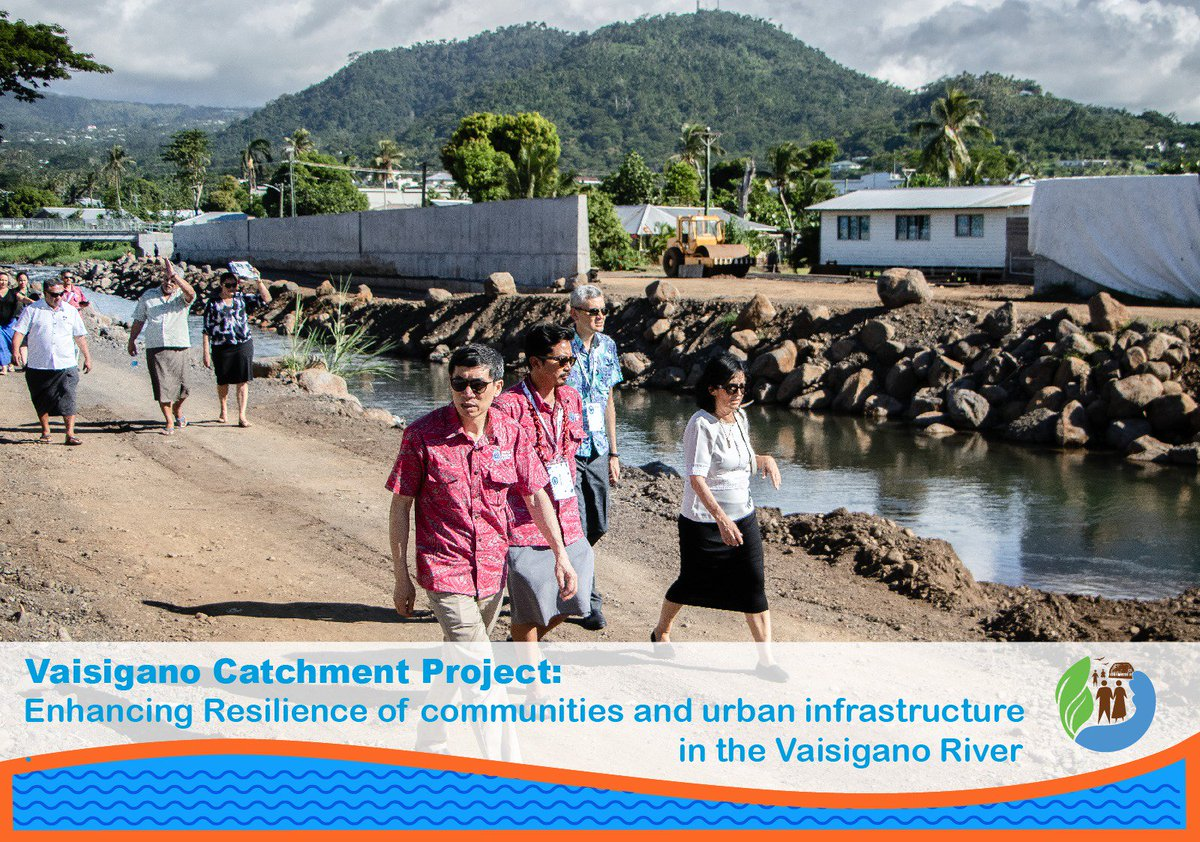 Vaisigano Catchment Project:
Enhancing Resilience of communities and urban infrastructure
in the Vaisigano River